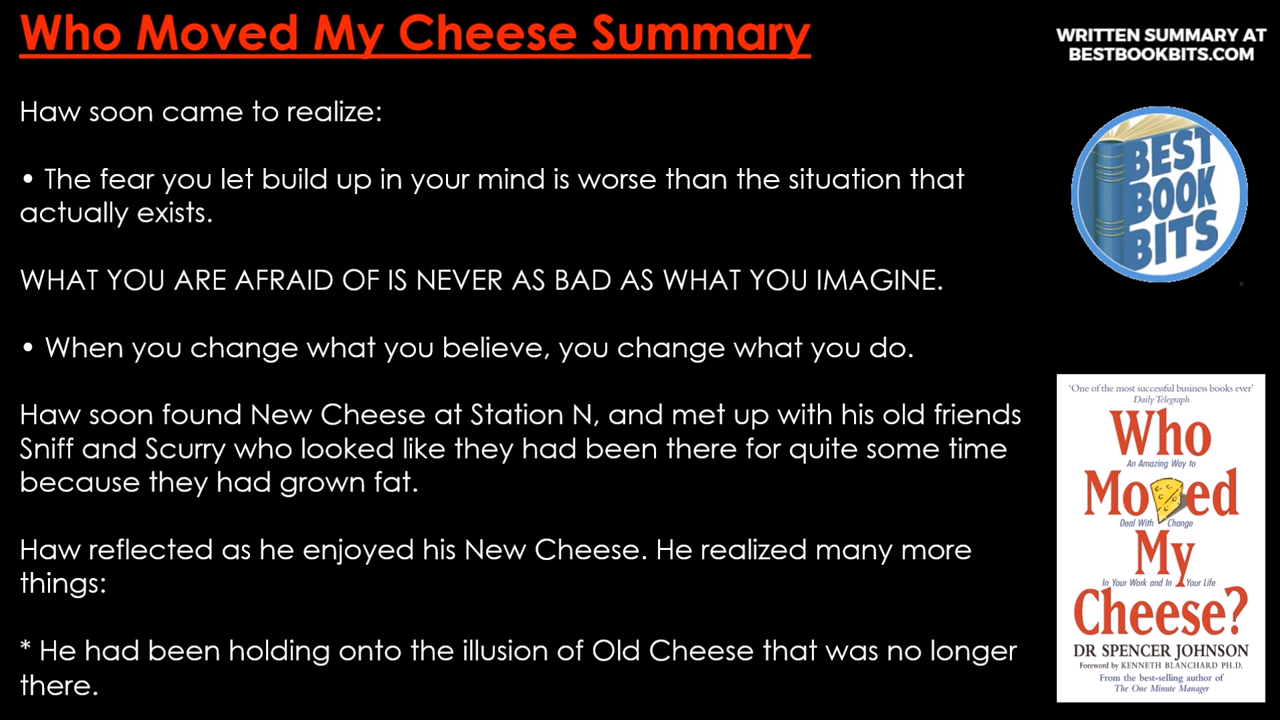 Who Moved My Cheese Summary
WRITTEN SUMMARY AT
BESTBOOKBITS.COM
Haw soon came to realize:
• The fear you let build up in your mind is worse than the situation that
actually exists.
WHAT YOU ARE AFRAID OF IS NEVER AS BAD AS WHAT YOU IMAGINE.
• When you change what you believe, you change what you do.
Haw soon found New Cheese at Station N, and met up with his old friends
Sniff and Scurry who looked like they had been there for quite some time
because they had grown fat.
Haw reflected as he enjoyed his New Cheese. He realized many more
things:
* He had been holding onto the illusion of Old Cheese that was no longer
there.
BEST
BOOK
BITS
‘One of the most successful business books ever’
Daily Telegraph
Who
An Amazing Way to
Moved
Deal With Change
My
In Your Work and In Your Life
Cheese?
DR SPENCER JOHNSON
Foreword by KENNETH BLANCHARD PH.D.
From the best-selling author of
The One Minute Manager